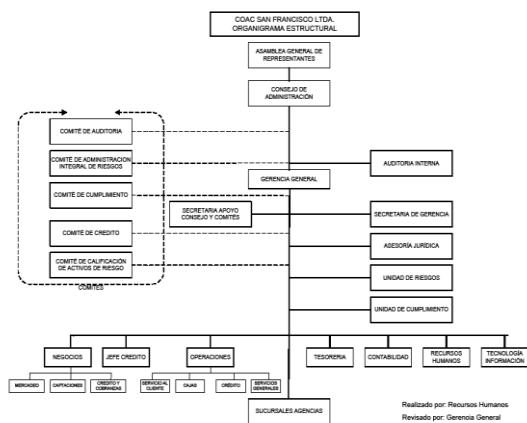 COAC SAN FRANCISCO LTDA.
ORGANIGRAMA ESTRUCTURAL
ASAMBLEA GENERAL DE
REPRESENTANTES
CONSEJO DE
ADMINISTRACIÓN
COMITÉ DE AUDITORIA
COMITÉ DE ADMINISTRACION
INTEGRAL DE RIESGOS
AUDITORIA INTERNA
GERENCIA GENERAL
COMITÉ DE CUMPLIMIENTO
SECRETARIA APOYO
CONSEJO Y COMITÉS
SECRETARIA DE GERENCIA
COMITÉ DE CREDITO
ASESORÍA JURÍDICA
COMITÉ DE CALIFICACIÓN
DE ACTIVOS DE RIESGO
COMITES
UNIDAD DE RIESGOS
UNIDAD DE CUMPLIMIENTO
NEGOCIOS
JEFE CREDITO
OPERACIONES
TESORERIA
CONTABILIDAD
RECURSOS
HUMANOS
TECNOLOGÍA
INFORMACIÓN
MERCADEO
CAPTACIONES
CREDITO Y
COBRANZAS
SERVICIO AL
CLIENTE
CAJAS
CRÉDITO
SERVICIOS
GENERALES
SUCURSALES AGENCIAS
Realizado por: Recursos Humanos
Revisado por: Gerencia General